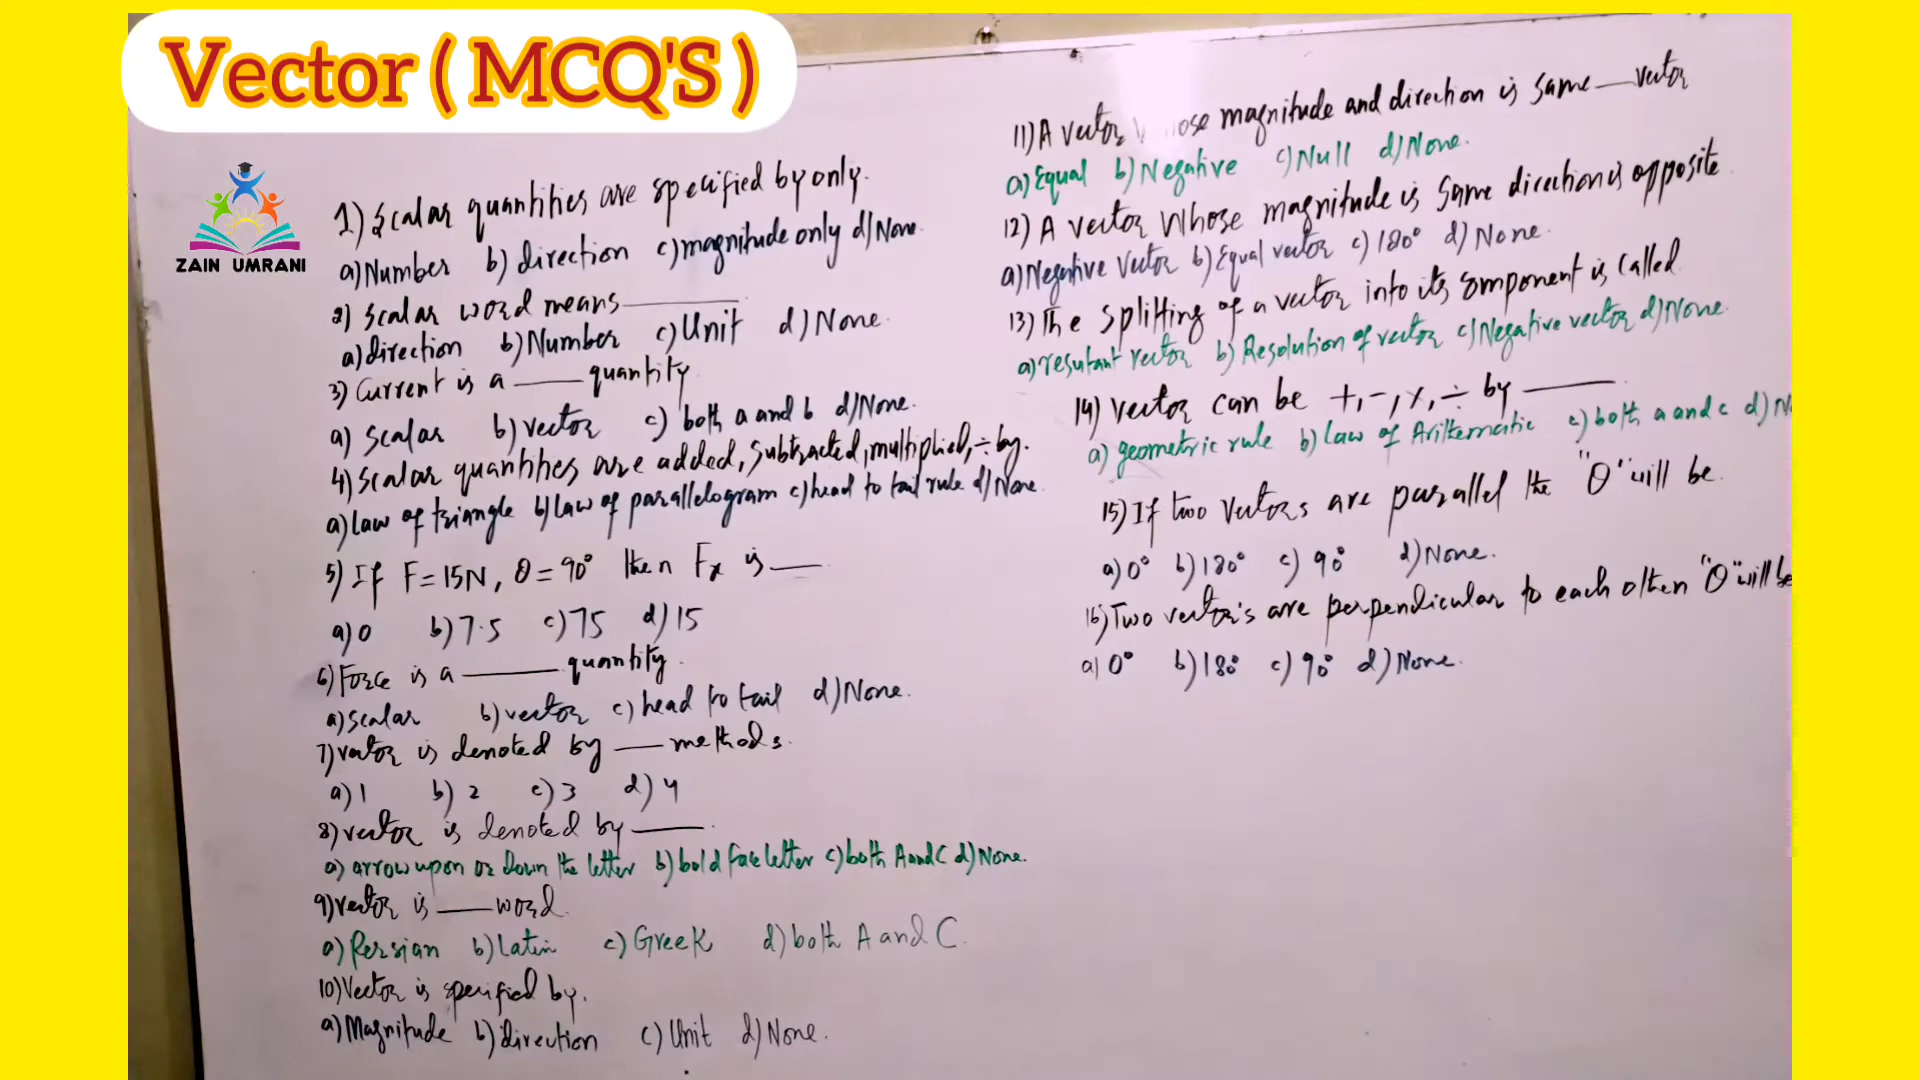 Vector ( MCQ'S )
ZAIN UMRANI
1) Scalar quantities are specified by only.
a) Number b) direction c) magnitude only d) None.
2) Scalar word means ______
a) direction b) Number c) Unit d) None.
3) Current is a ____ quantity
a) Scalar b) vector c) both a and b d) None.
4) Scalar quantities are added, Subtracted, multiplied, ÷ by.
a) law of triangle b) law of parallelogram c) head to tail rule d) None.
5) If F = 15N, θ = 90° then Fx is ____
a) 0 b) 7.5 c) 75 d) 15
6) Force is a ______ quantity.
a) Scalar b) vector c) head to tail d) None.
7) vector is denoted by ___ methods.
a) 1 b) 2 c) 3 d) 4
8) vector is denoted by ____.
a) arrow upon or down the letter b) bold face letter c) both A and C d) None.
9) vector is ____ word.
a) Persian b) Latin c) Greek d) both A and C.
10) Vector is specified by.
a) Magnitude b) direction c) Unit d) None.
11) A vector whose magnitude and direction is same ___ vector
a) Equal b) Negative c) Null d) None.
12) A vector Whose magnitude is same direction is opposite
a) Negative Vector b) Equal vector c) 180° d) None.
13) The splitting of a vector into its component is called.
a) resutant vector b) Resolution of vector c) Negative vector d) None.
14) Vector can be +, -, x, ÷ by ______.
a) geometric rule b) law of Arithematic c) both a and c d) N
15) If two vectors are parallel the "θ" will be.
a) 0° b) 180° c) 90° d) None.
16) Two vector's are perpendicular to each other "θ" will be
a) 0° b) 180° c) 90° d) None.